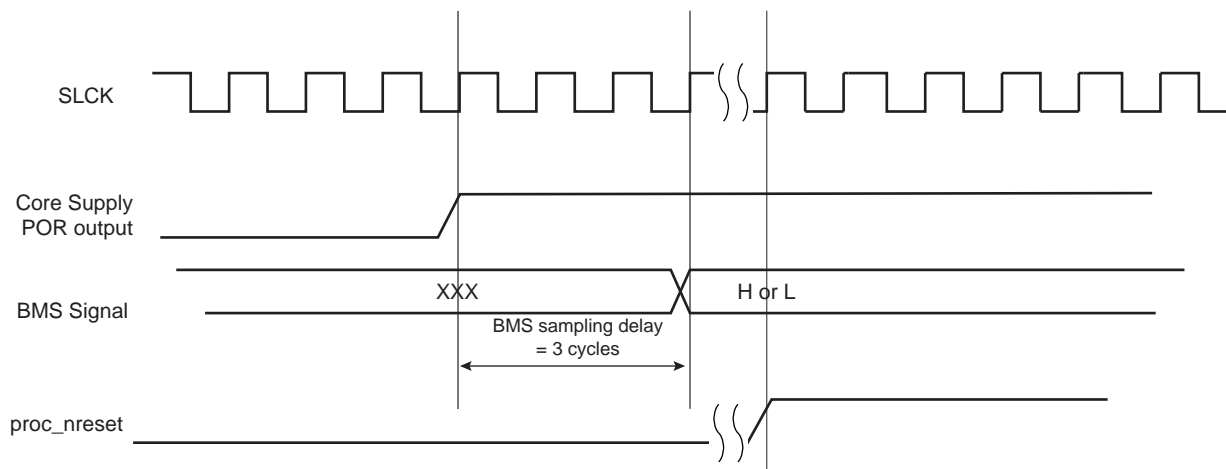 SLCK
Core Supply
POR output
XXX
H or L
BMS Signal
BMS sampling delay
= 3 cycles
proc_nreset